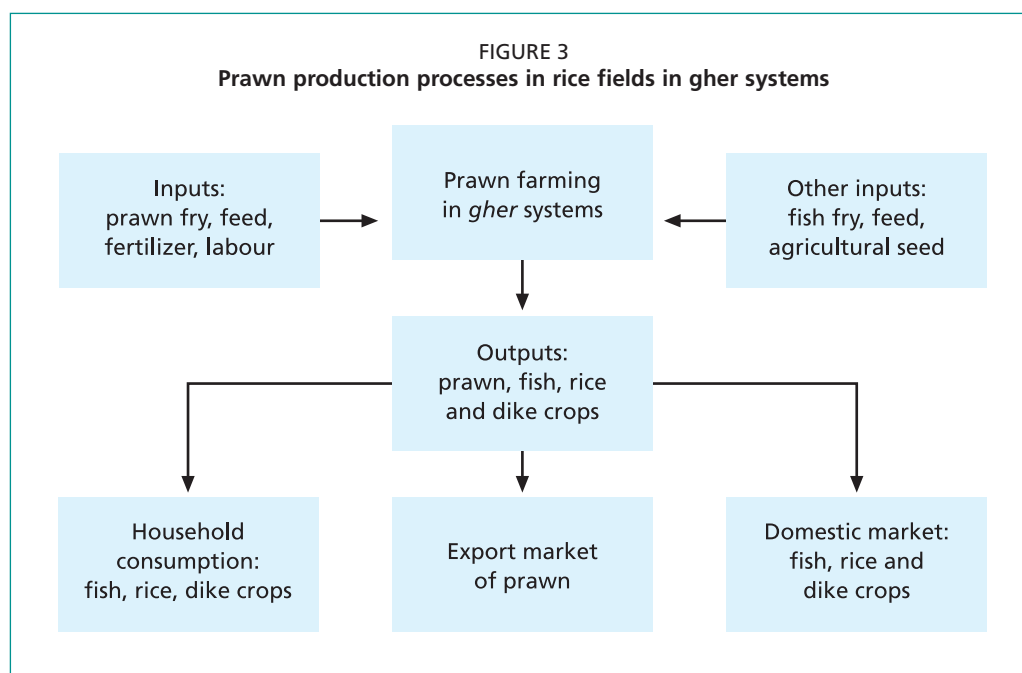 FIGURE 3
Prawn production processes in rice fields in gher systems
Inputs:
prawn fry, feed,
fertilizer, labour
Prawn farming
in gher systems
Other inputs:
fish fry, feed,
agricultural seed
Outputs:
prawn, fish, rice
and dike crops
Household
consumption:
fish, rice, dike crops
Export market
of prawn
Domestic market:
fish, rice and
dike crops